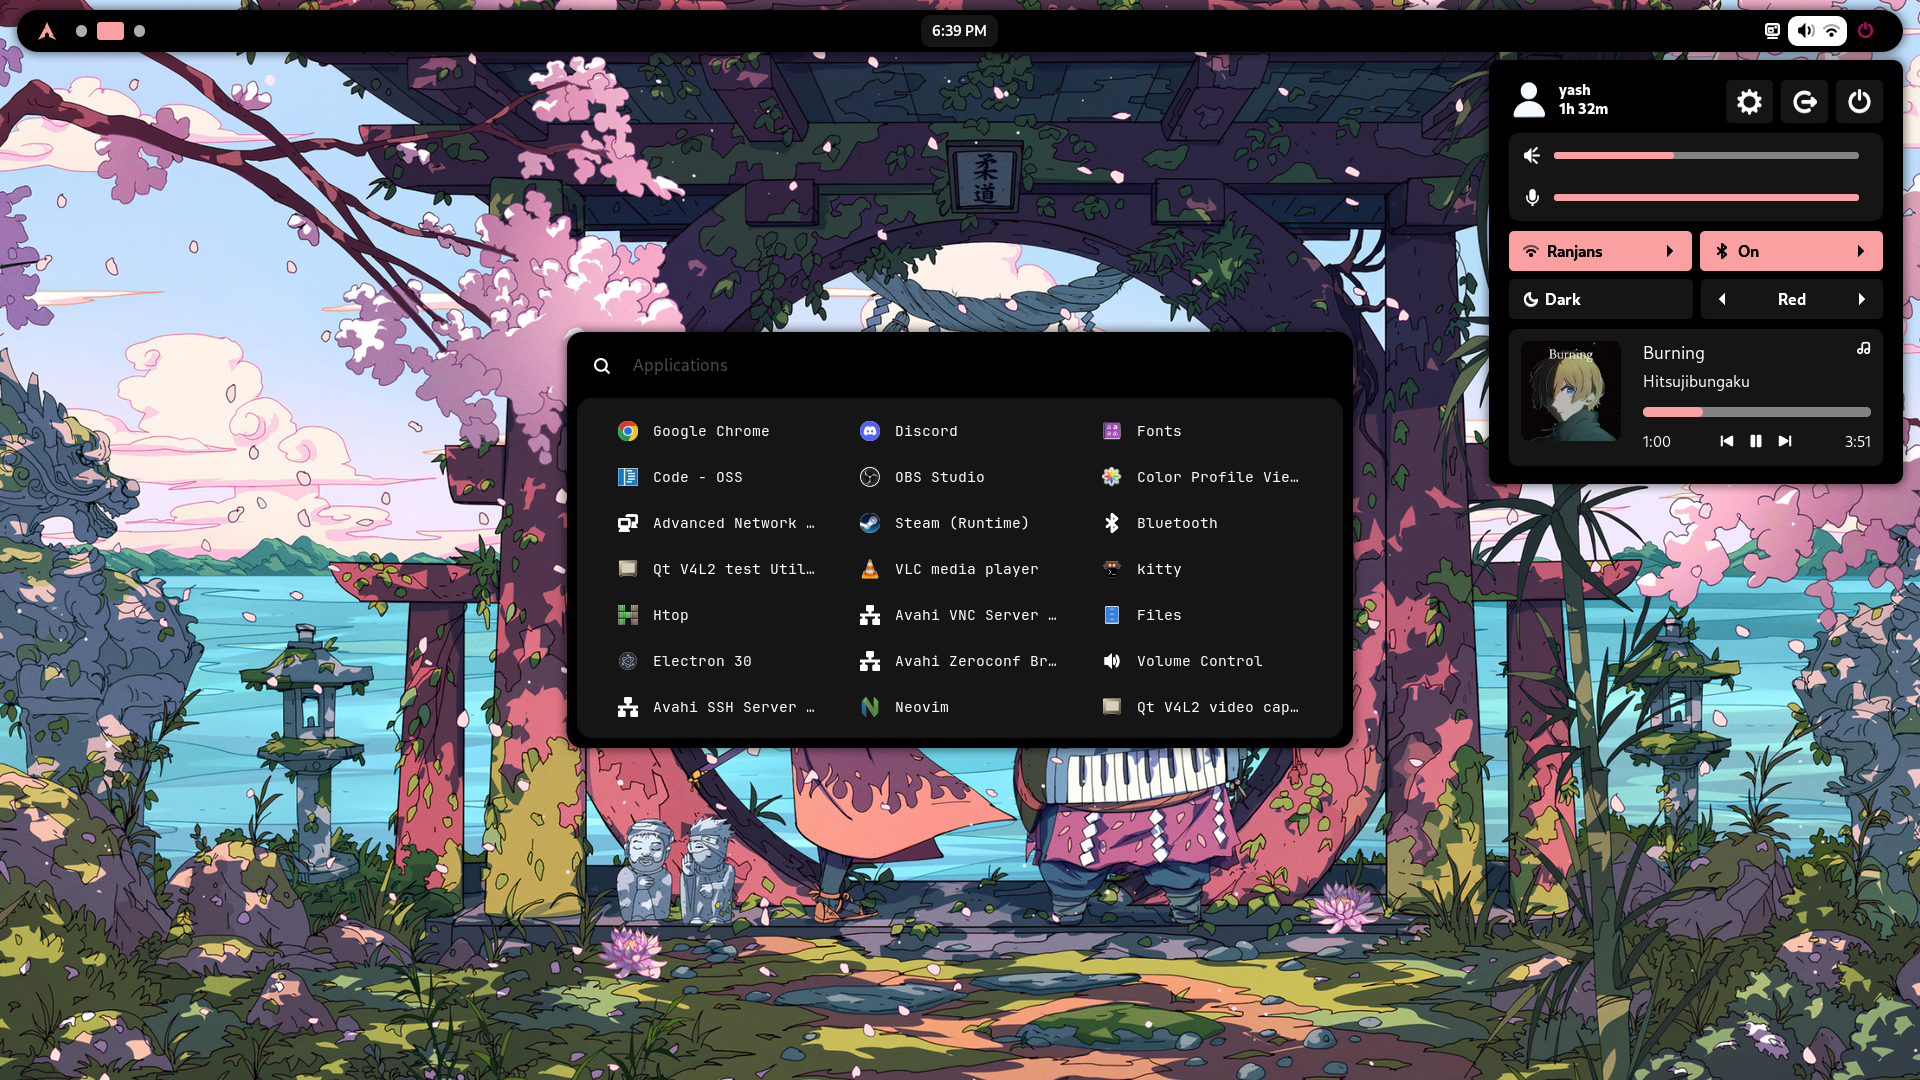 6:39 PM
yash
1h 32m
Ranjans
On
Dark
Red
Burning
Burning
Hitsujibungaku
1:00
3:51
柔
道
Applications
Google Chrome
Discord
Fonts
Code - OSS
OBS Studio
Color Profile Vie…
Advanced Network …
Steam (Runtime)
Bluetooth
Qt V4L2 test Util…
VLC media player
kitty
Htop
Avahi VNC Server …
Files
Electron 30
Avahi Zeroconf Br…
Volume Control
Avahi SSH Server …
Neovim
Qt V4L2 video cap…